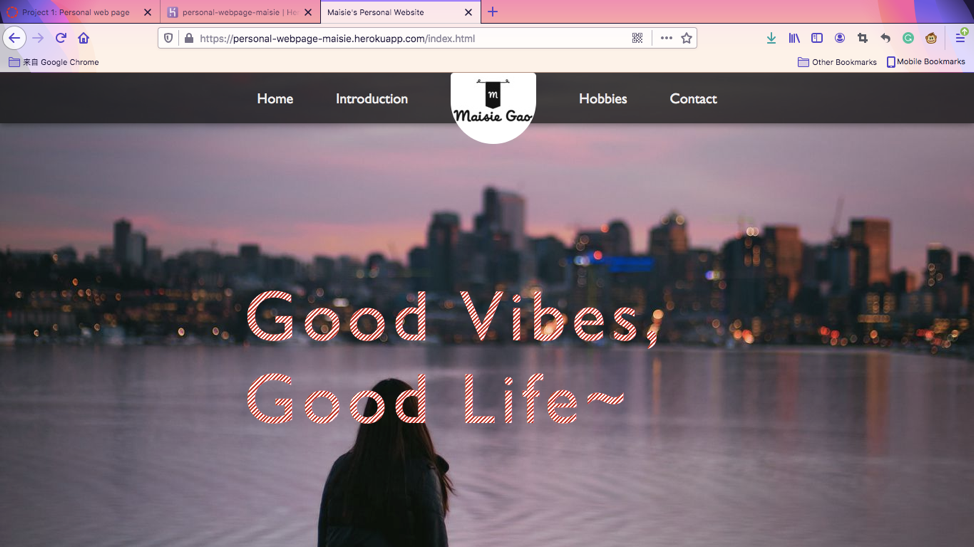 Project 1: Personal web page
personal-webpage-maisie | He
Maisie's Personal Website
https://personal-webpage-maisie.herokuapp.com/index.html
来自 Google Chrome
Other Bookmarks
Mobile Bookmarks
Home
Introduction
M
Maisie Gao
Hobbies
Contact
Good Vibes,
Good Life~